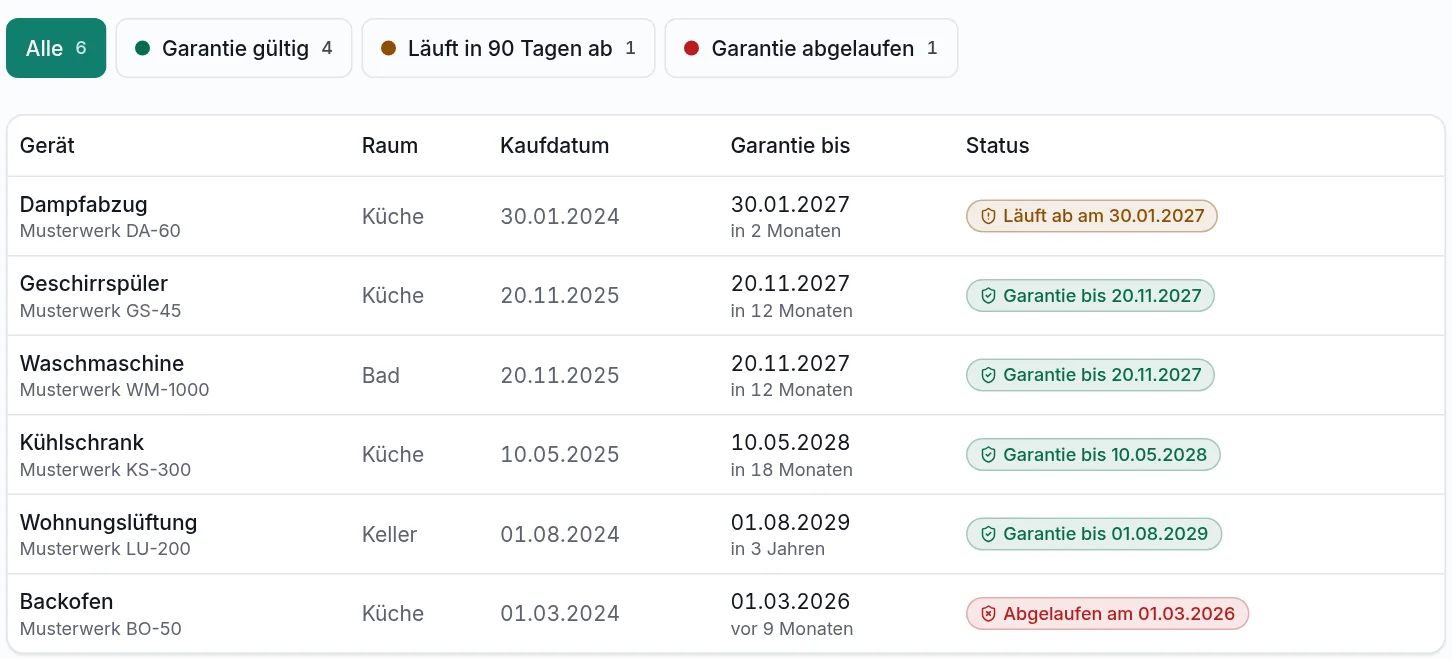 Alle 6 Garantie gültig 4 Läuft in 90 Tagen ab 1 Garantie abgelaufen 1
Gerät Raum Kaufdatum Garantie bis Status
Dampfabzug Küche 30.01.2024 30.01.2027 Läuft ab am 30.01.2027
Musterwerk DA-60 in 2 Monaten
Geschirrspüler Küche 20.11.2025 20.11.2027 Garantie bis 20.11.2027
Musterwerk GS-45 in 12 Monaten
Waschmaschine Bad 20.11.2025 20.11.2027 Garantie bis 20.11.2027
Musterwerk WM-1000 in 12 Monaten
Kühlschrank Küche 10.05.2025 10.05.2028 Garantie bis 10.05.2028
Musterwerk KS-300 in 18 Monaten
Wohnungslüftung Keller 01.08.2024 01.08.2029 Garantie bis 01.08.2029
Musterwerk LU-200 in 3 Jahren
Backofen Küche 01.03.2024 01.03.2026 Abgelaufen am 01.03.2026
Musterwerk BO-50 vor 9 Monaten